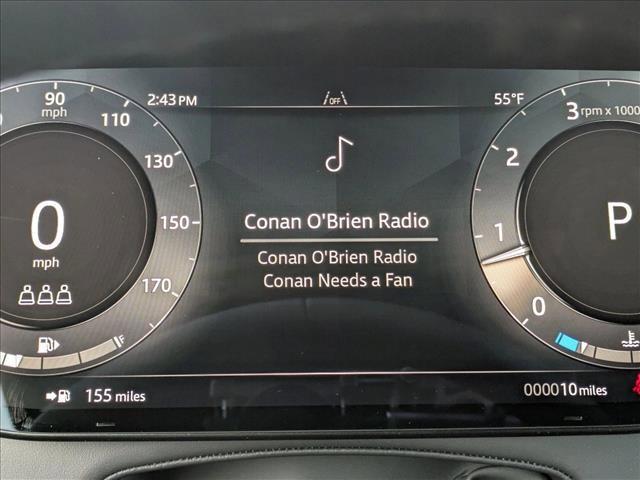 90
mph
110
130
150
170
0
mph
F
2:43 PM
OFF
55°F
Conan O'Brien Radio
Conan O'Brien Radio
Conan Needs a Fan
3 rpm x 1000
2
1
0
P
155 miles
000010 miles